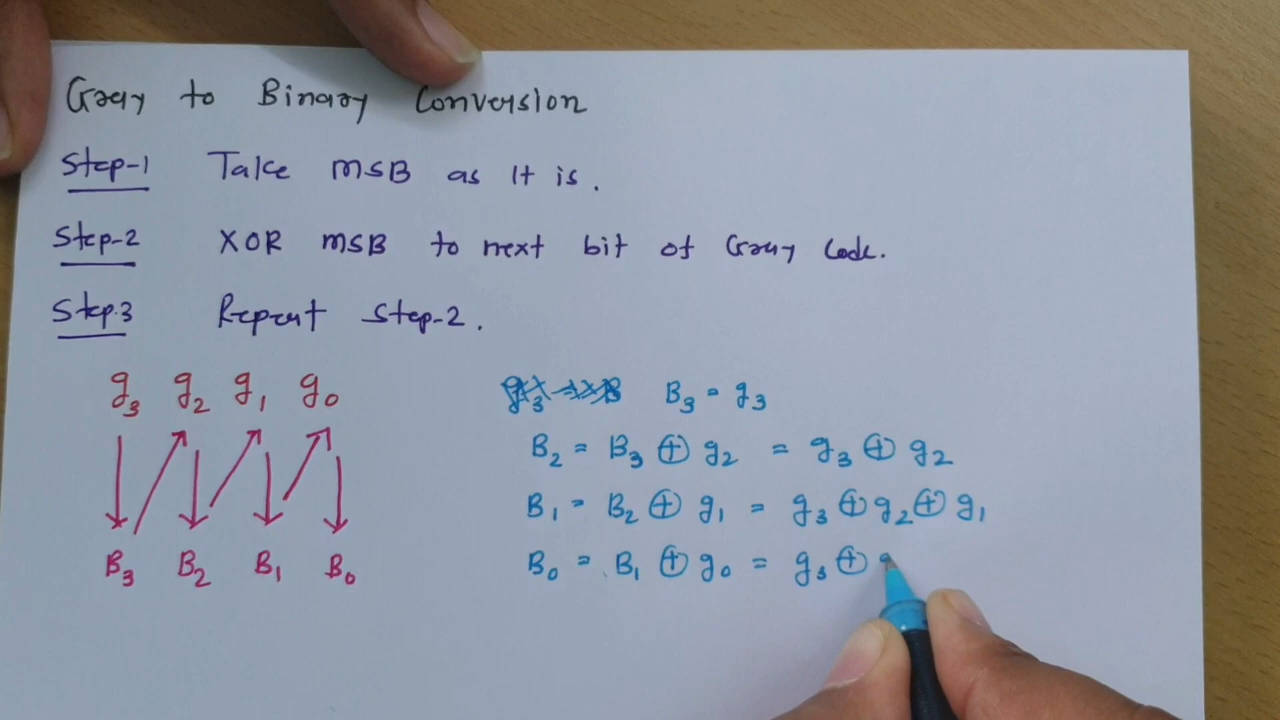 Gray to Binary Conversion
Step-1 Take MSB as It is.
Step-2 XOR MSB to next bit of Gray Code.
Step.3 Repeat Step-2.
g₃ g₂ g₁ g₀
B₃ B₂ B₁ B₀
B₃ = g₃
B₂ = B₃ ⊕ g₂ = g₃ ⊕ g₂
B₁ = B₂ ⊕ g₁ = g₃ ⊕ g₂ ⊕ g₁
B₀ = B₁ ⊕ g₀ = g₃ ⊕ g